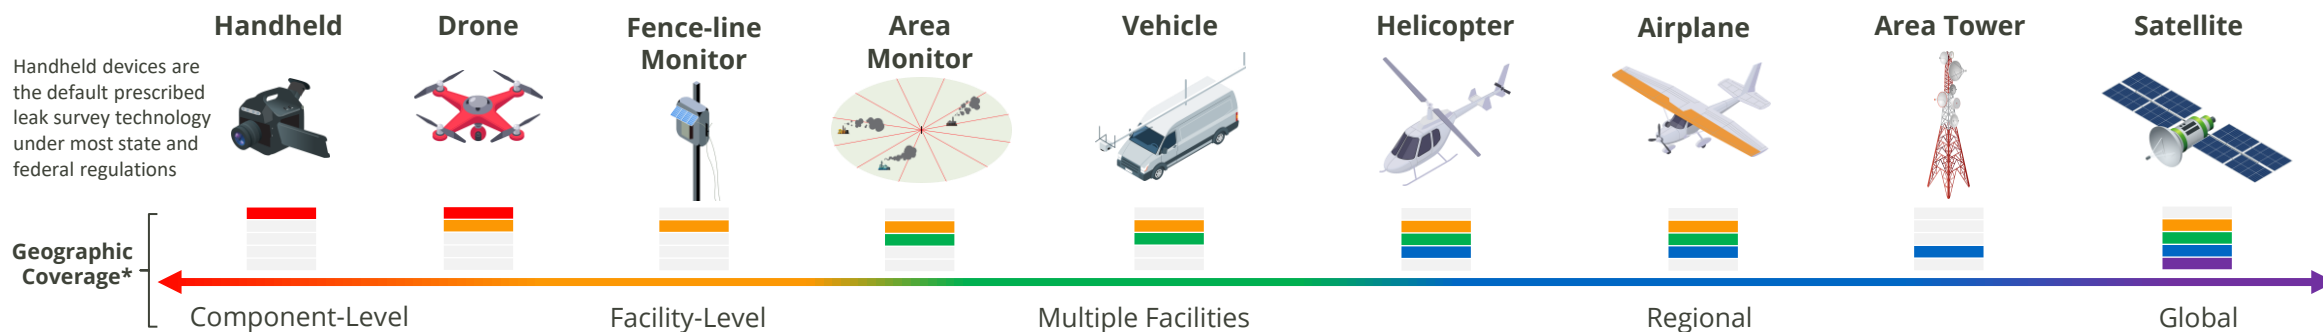 Handheld
Drone
Fence-line
Monitor
Area
Monitor
Vehicle
Helicopter
Airplane
Area Tower
Satellite
Handheld devices are
the default prescribed
leak survey technology
under most state and
federal regulations
Geographic
Coverage*
Component-Level
Facility-Level
Multiple Facilities
Regional
Global